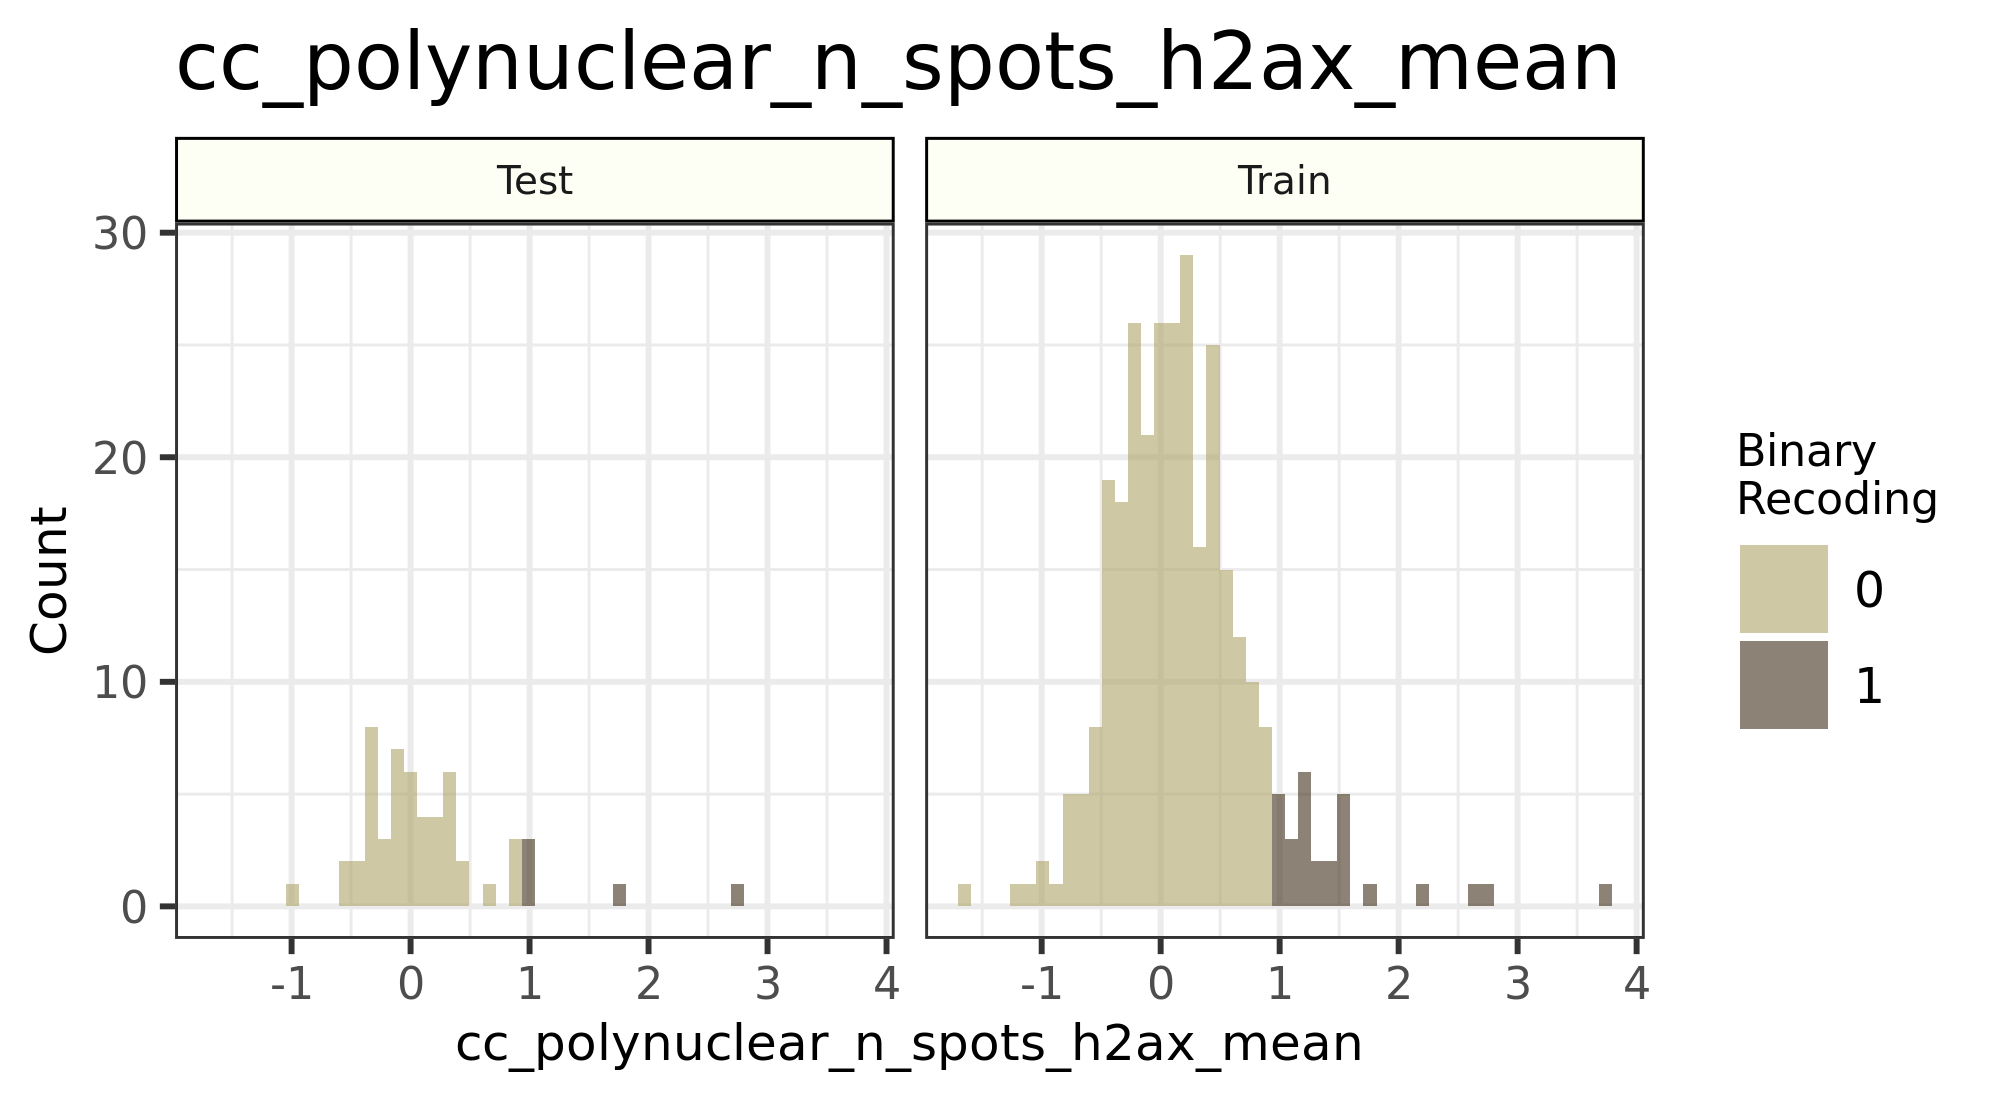 cc_polynuclear_n_spots_h2ax_mean
Test
Train
30
20
10
0
Count
-1 0 1 2 3 4
-1 0 1 2 3 4
cc_polynuclear_n_spots_h2ax_mean
Binary
Recoding
0
1